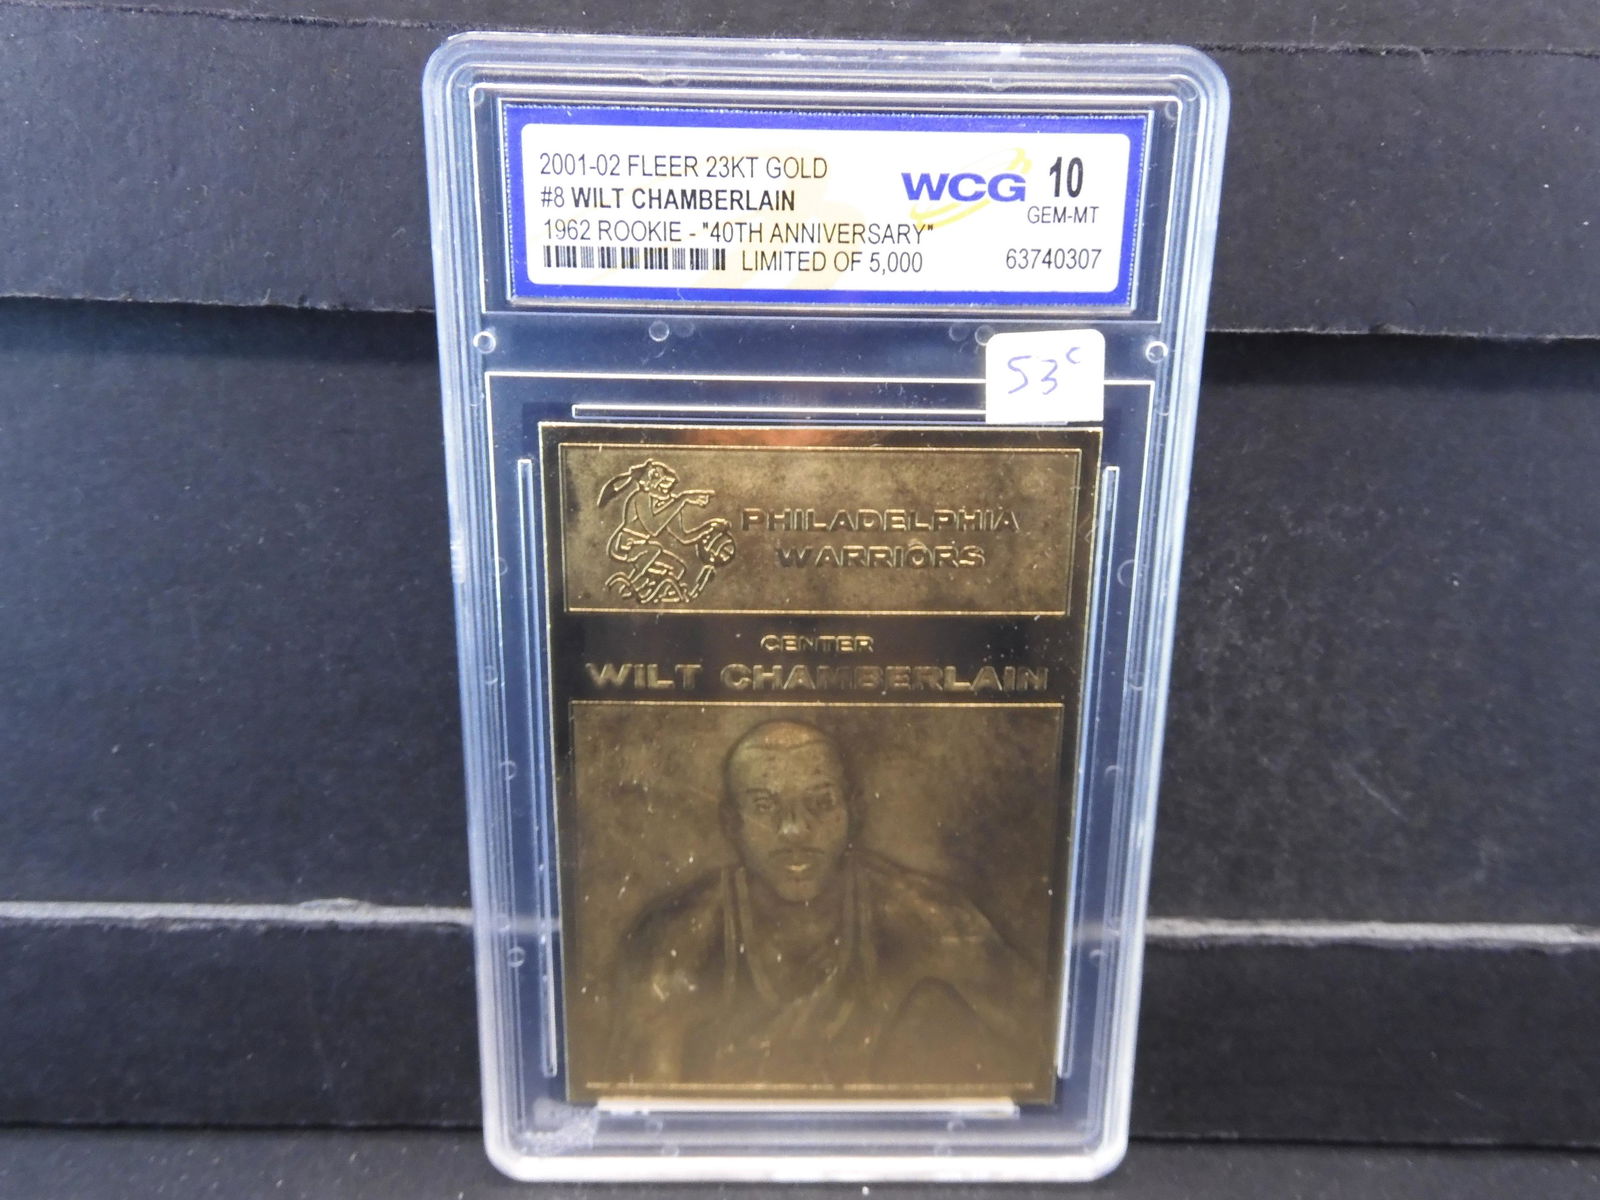 2001-02 FLEER 23KT GOLD
#8 WILT CHAMBERLAIN
1962 ROOKIE - "40TH ANNIVERSARY"
LIMITED OF 5,000
WCG 10
GEM-MT
63740307
53c
PHILADELPHIA
WARRIORS
CENTER
WILT CHAMBERLAIN